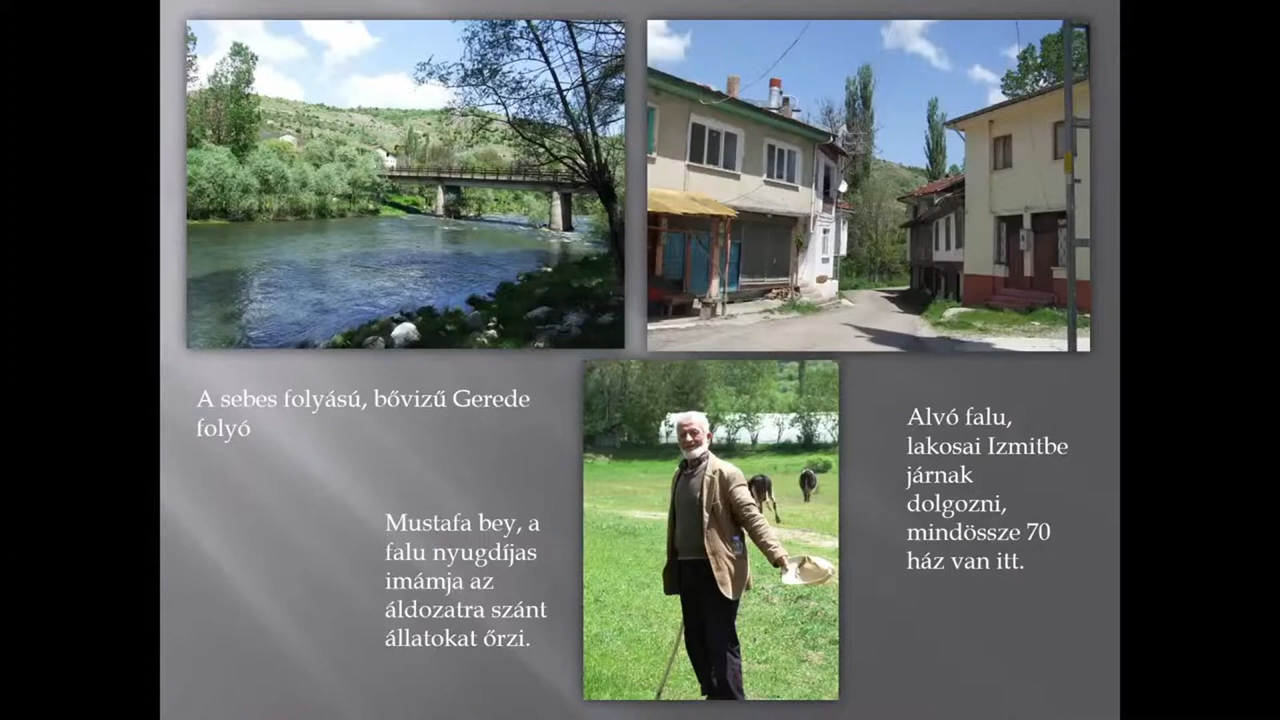 A sebes folyású, bővizű Gerede
folyó
Mustafa bey, a
falu nyugdíjas
imámja az
áldozatra szánt
állatokat őrzi.
Alvó falu,
lakosai Izmitbe
járnak
dolgozni,
mindössze 70
ház van itt.